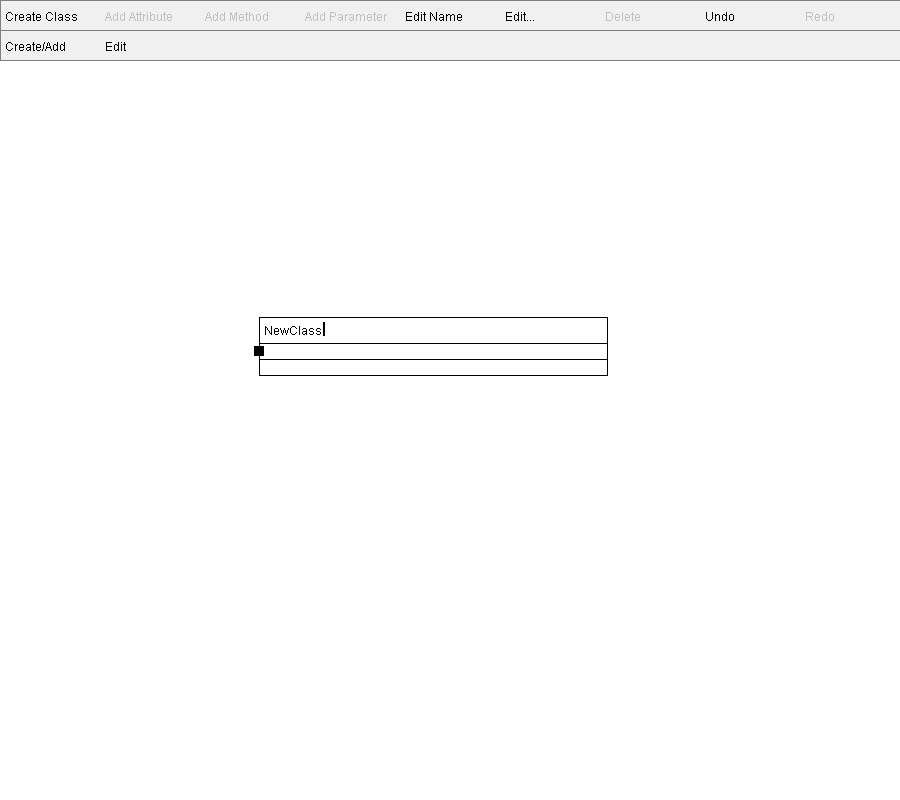 Create Class Add Attribute Add Method Add Parameter Edit Name Edit... Delete Undo Redo
Create/Add Edit
NewClass